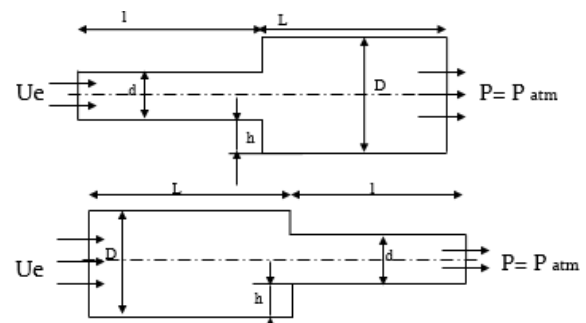 l L
Ue d D P= P atm
h
L l
Ue D d P= P atm
h